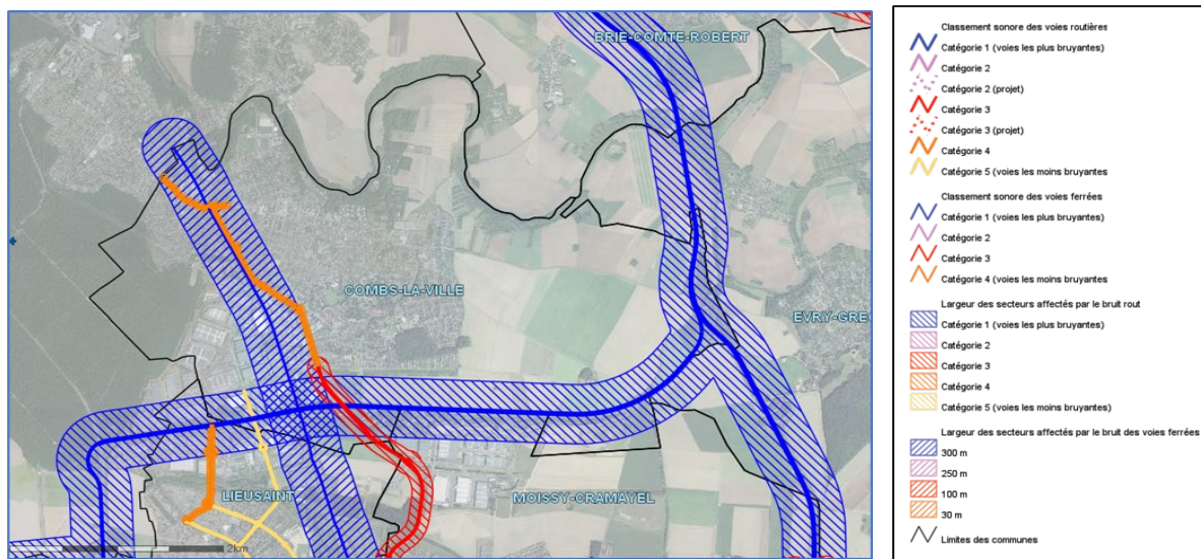 BRIE-COMTE-ROBERT
COMBS-LA-VILLE
EVRY-GRE
LIEUSAINT
MOISSY-CRAMAYEL
2km
Classement sonore des voies routières
Catégorie 1 (voies les plus bruyantes)
Catégorie 2
Catégorie 2 (projet)
Catégorie 3
Catégorie 3 (projet)
Catégorie 4
Catégorie 5 (voies les moins bruyantes
Classement sonore des voies ferrées
Catégorie 1 (voies les plus bruyantes)
Catégorie 2
Catégorie 3
Catégorie 4 (voies les moins bruyantes
Largeur des secteurs affectés par le bruit rout
Catégorie 1 (voies les plus bruyantes)
Catégorie 2
Catégorie 3
Catégorie 4
Catégorie 5 (voies les moins bruyantes)
Largeur des secteurs affectés par le bruit des voies ferrées
300 m
250 m
100 m
30 m
Limites des communes